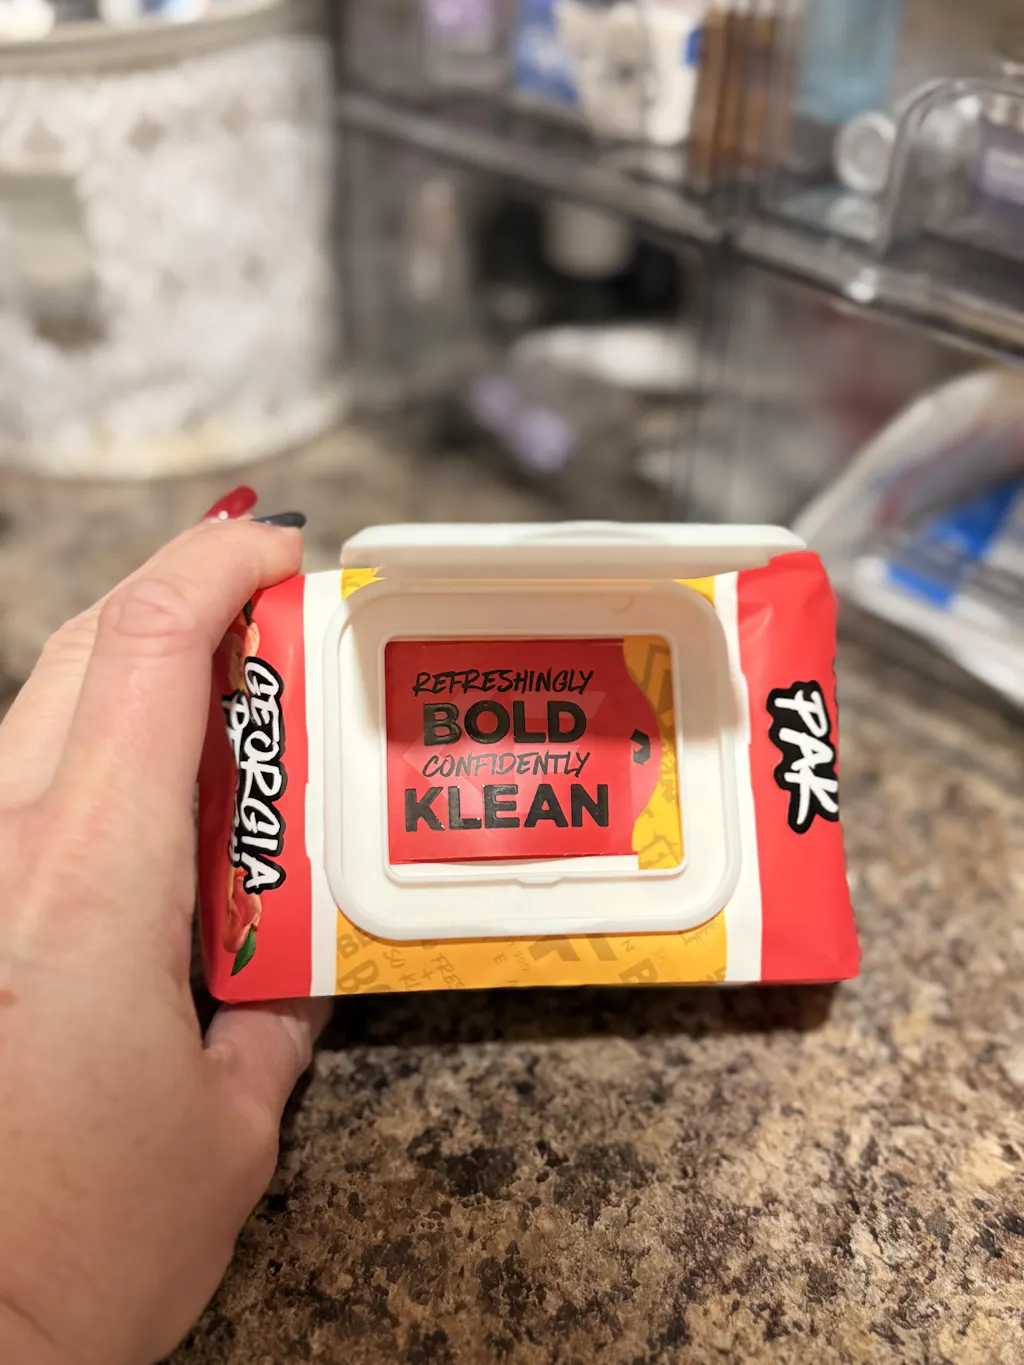 REFRESHINGLY
BOLD
CONFIDENTLY
KLEAN
GEORGIA
PAK